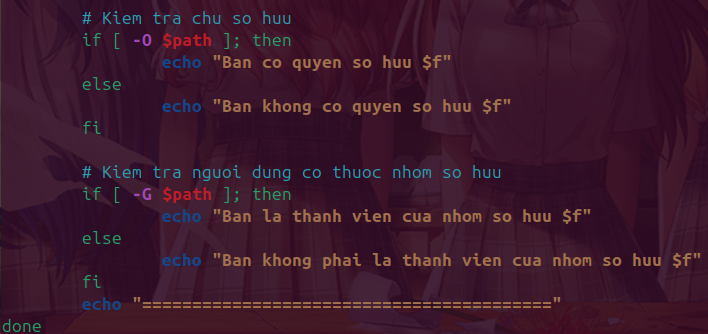 # Kiem tra chu so huu
if [ -O $path ]; then
echo "Ban co quyen so huu $f"
else
echo "Ban khong co quyen so huu $f"
fi
# Kiem tra nguoi dung co thuoc nhom so huu
if [ -G $path ]; then
echo "Ban la thanh vien cua nhom so huu $f"
else
echo "Ban khong phai la thanh vien cua nhom so huu $f"
fi
echo "========================================="
done